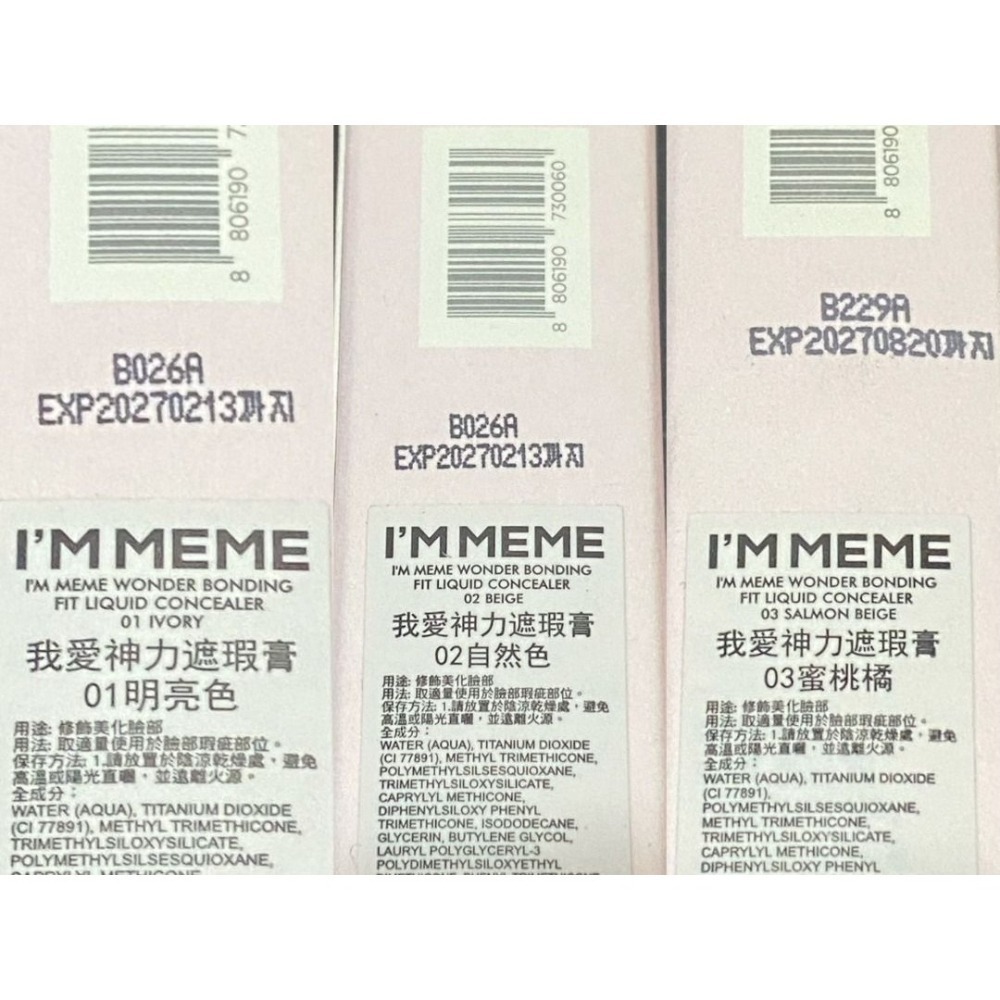 8 806190 7
B026A
EXP20270213까지
I'M MEME
I'M MEME WONDER BONDING
FIT LIQUID CONCEALER
01 IVORY
我愛神力遮瑕膏
01明亮色
用途: 修飾美化臉部
用法: 取適量使用於臉部瑕疵部位。
保存方法: 1.請放置於陰涼乾燥處，避免
高溫或陽光直曬，並遠離火源。
全成分：
WATER (AQUA), TITANIUM DIOXIDE
(CI 77891), METHYL TRIMETHICONE,
TRIMETHYLSILOXYSILICATE,
POLYMETHYLSILSESQUIOXANE,
CAPRYLYL METHICONE,
8 806190 730060
B026A
EXP20270213까지
I'M MEME
I'M MEME WONDER BONDING
FIT LIQUID CONCEALER
02 BEIGE
我愛神力遮瑕膏
02自然色
用途: 修飾美化臉部
用法: 取適量使用於臉部瑕疵部位。
保存方法: 1.請放置於陰涼乾燥處，避免
高溫或陽光直曬，並遠離火源。
全成分：
WATER (AQUA), TITANIUM DIOXIDE
(CI 77891), METHYL TRIMETHICONE,
POLYMETHYLSILSESQUIOXANE,
TRIMETHYLSILOXYSILICATE,
CAPRYLYL METHICONE,
DIPHENYLSILOXY PHENYL
TRIMETHICONE, ISODODECANE,
GLYCERIN, BUTYLENE GLYCOL,
LAURYL POLYGLYCERYL-3
POLYDIMETHYLSILOXYETHYL
8 806190
B229A
EXP20270820까지
I'M MEME
I'M MEME WONDER BONDING
FIT LIQUID CONCEALER
03 SALMON BEIGE
我愛神力遮瑕膏
03蜜桃橘
用途: 修飾美化臉部
用法: 取適量使用於臉部瑕疵部位。
保存方法: 1.請放置於陰涼乾燥處，避免
高溫或陽光直曬，並遠離火源。
全成分：
WATER (AQUA), TITANIUM DIOXIDE
(CI 77891),
POLYMETHYLSILSESQUIOXANE,
METHYL TRIMETHICONE,
TRIMETHYLSILOXYSILICATE,
CAPRYLYL METHICONE,
DIPHENYLSILOXY PHENYL